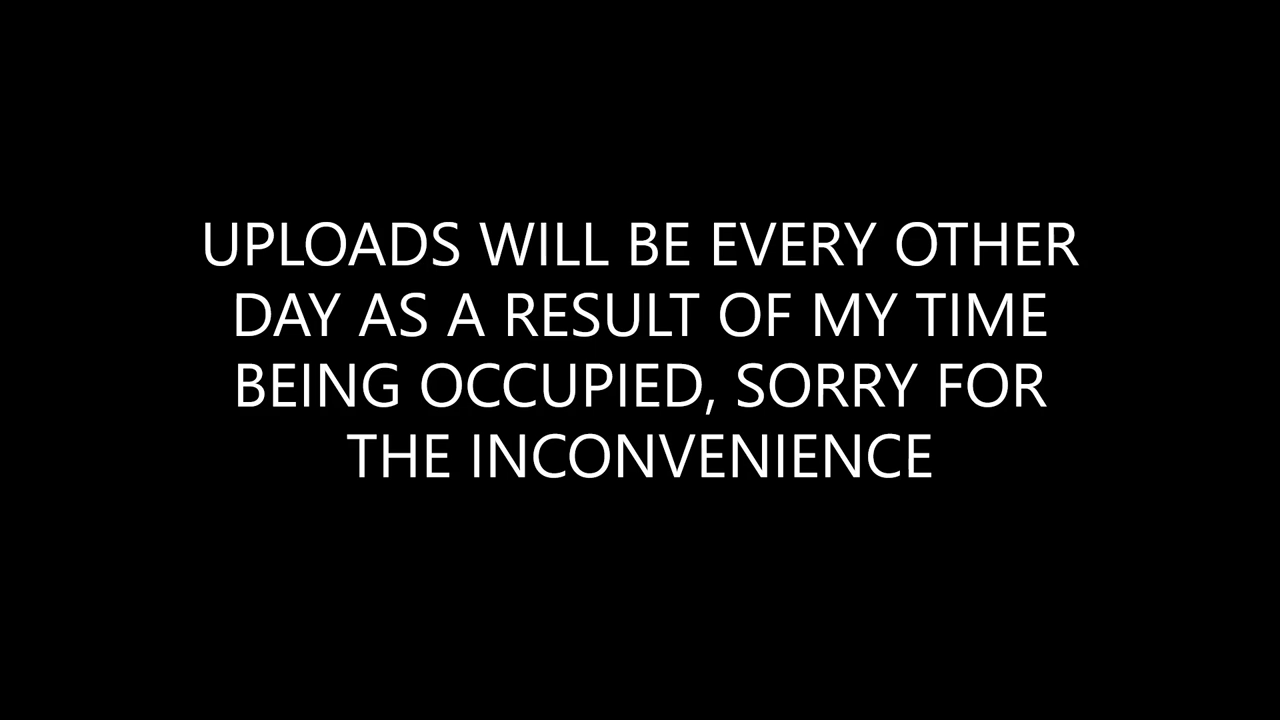 UPLOADS WILL BE EVERY OTHER
DAY AS A RESULT OF MY TIME
BEING OCCUPIED, SORRY FOR
THE INCONVENIENCE